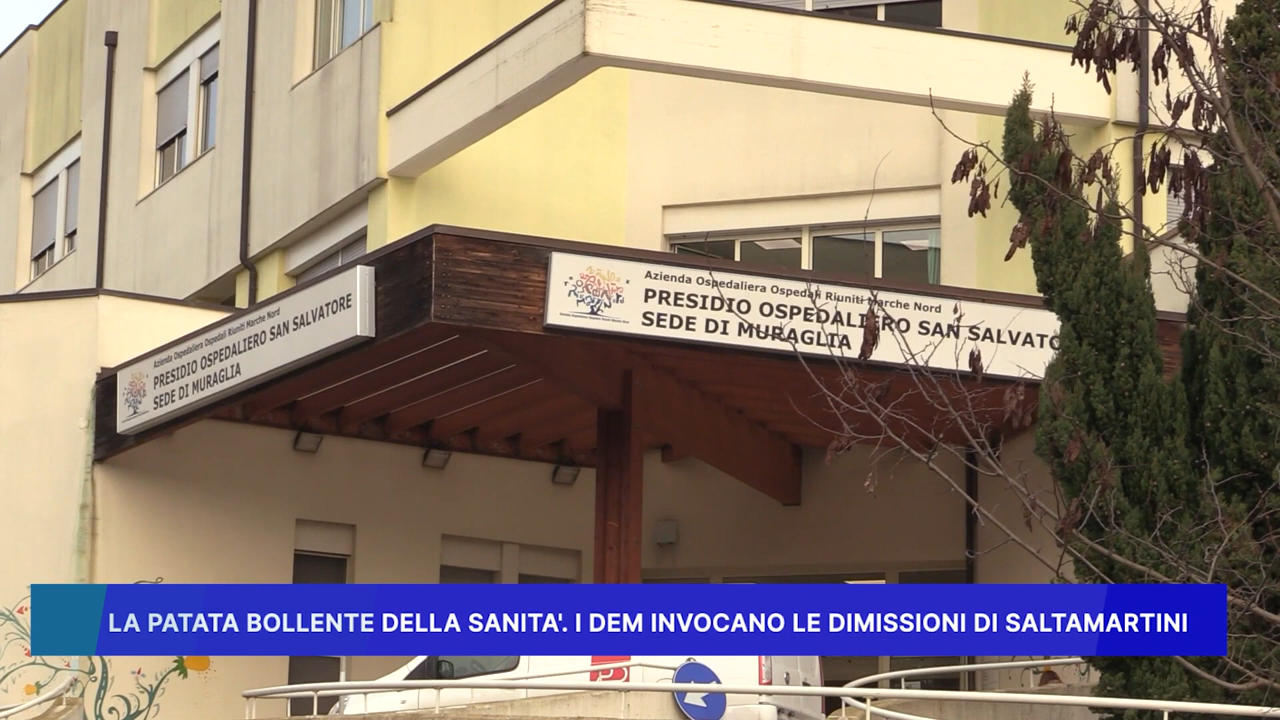 Azienda Ospedaliera Ospedali Riuniti Marche Nord
PRESIDIO OSPEDALIERO SAN SALVATORE
SEDE DI MURAGLIA
Azienda Ospedaliera Ospedali Riuniti Marche Nord
PRESIDIO OSPEDALIERO SAN SALVATO
SEDE DI MURAGLIA
LA PATATA BOLLENTE DELLA SANITA'. I DEM INVOCANO LE DIMISSIONI DI SALTAMARTINI